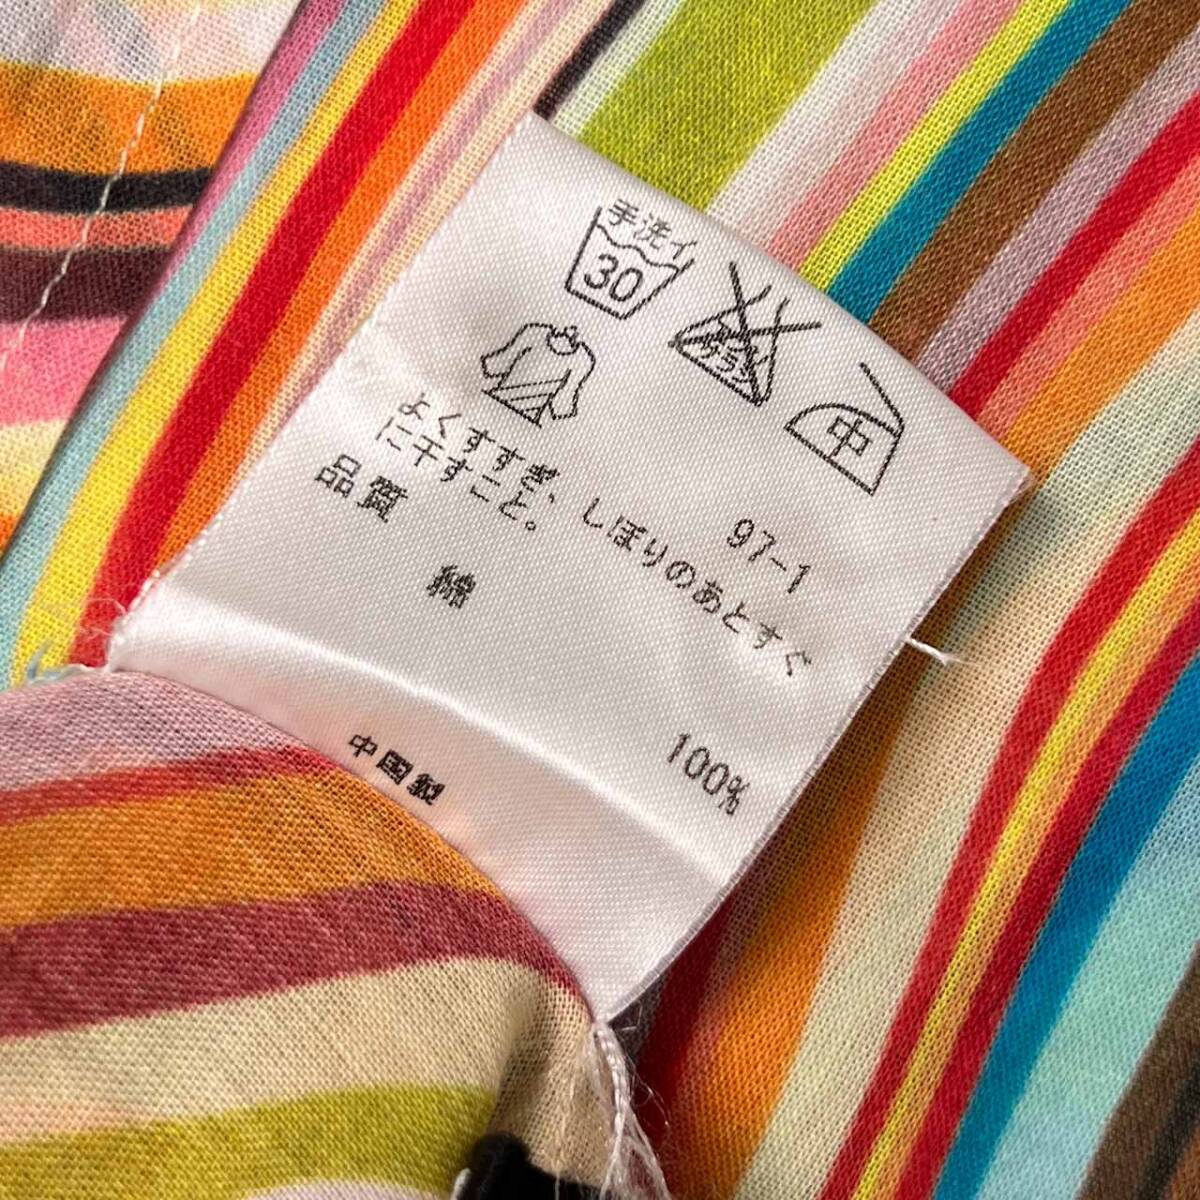 手洗イ
30
エンソサラシ
中
97-1
よくすすぎ、しぼりのあとすぐ
に干すこと。
品質
綿 100%
中国製